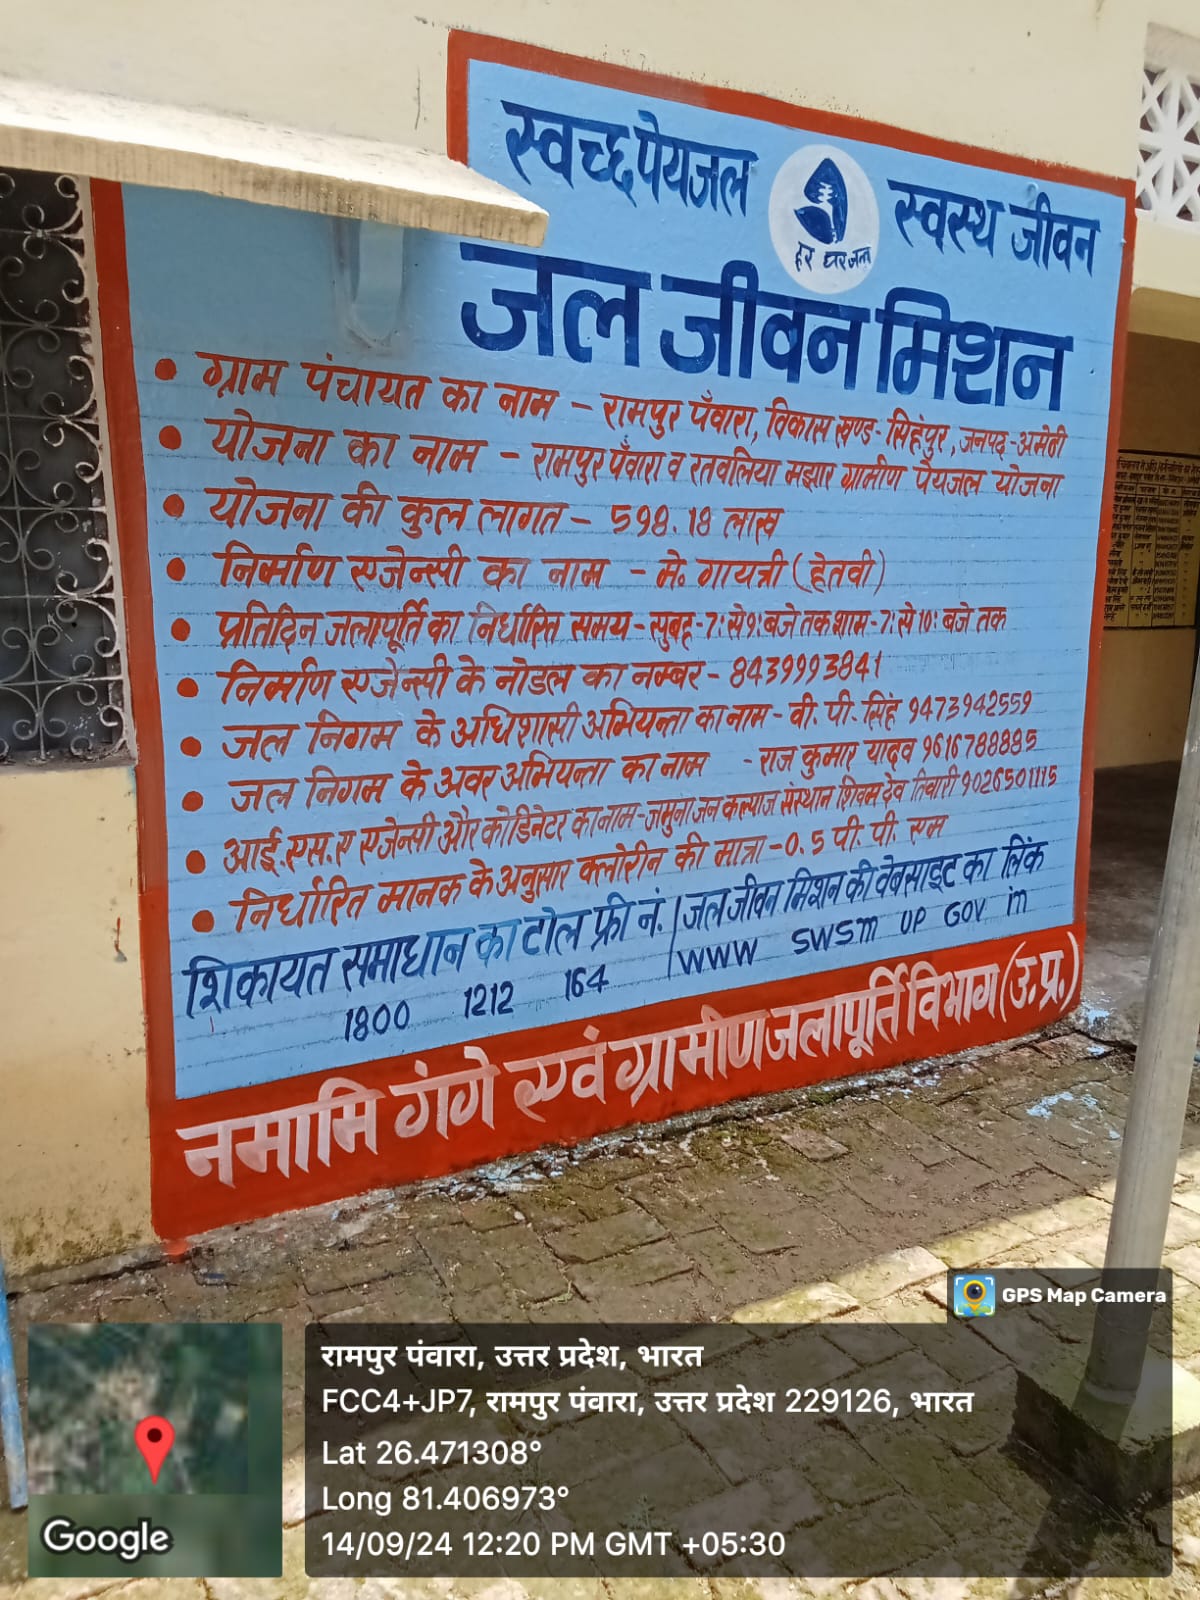 स्वच्छ पेयजल
हर घर जल
स्वस्थ जीवन
जल जीवन मिशन
• ग्राम पंचायत का नाम – रामपुर पँवारा, विकास खण्ड-सिंहपुर, जनपद-अमेठी
• योजना का नाम – रामपुर पँवारा व रतवलिया मझार ग्रामीण पेयजल योजना
• योजना की कुल लागत – 598.18 लाख
• निर्माण एजेन्सी का नाम – मे. गायत्री (हेतवी)
• प्रतिदिन जलापूर्ति का निर्धारित समय – सुबह-7: से 9: बजे तक शाम-7: से 10: बजे तक
• निर्माण एजेन्सी के नोडल का नम्बर – 8439993841
• जल निगम के अधिशासी अभियन्ता का नाम – वी. पी. सिंह 9473942559
• जल निगम के अवर अभियन्ता का नाम - राज कुमार यादव 9616788885
• आई.एस.ए एजेन्सी और कोडिनेटर का नाम-जमुना जन कल्याज संस्थान शिवम देव तिवारी 9026501115
• निर्धारित मानक के अनुसार क्लोरीन की मात्रा – 0.5 पी. पी. एम
शिकायत समाधान का टोल फ्री नं. | जल जीवन मिशन की वेबसाइट का लिंक
1800 1212 164 | WWW SWSM UP GOV in
नमामि गंगे एवं ग्रामीण जलापूर्ति विभाग (उ.प्र.)
GPS Map Camera
रामपुर पंवारा, उत्तर प्रदेश, भारत
FCC4+JP7, रामपुर पंवारा, उत्तर प्रदेश 229126, भारत
Lat 26.471308°
Long 81.406973°
14/09/24 12:20 PM GMT +05:30
Google